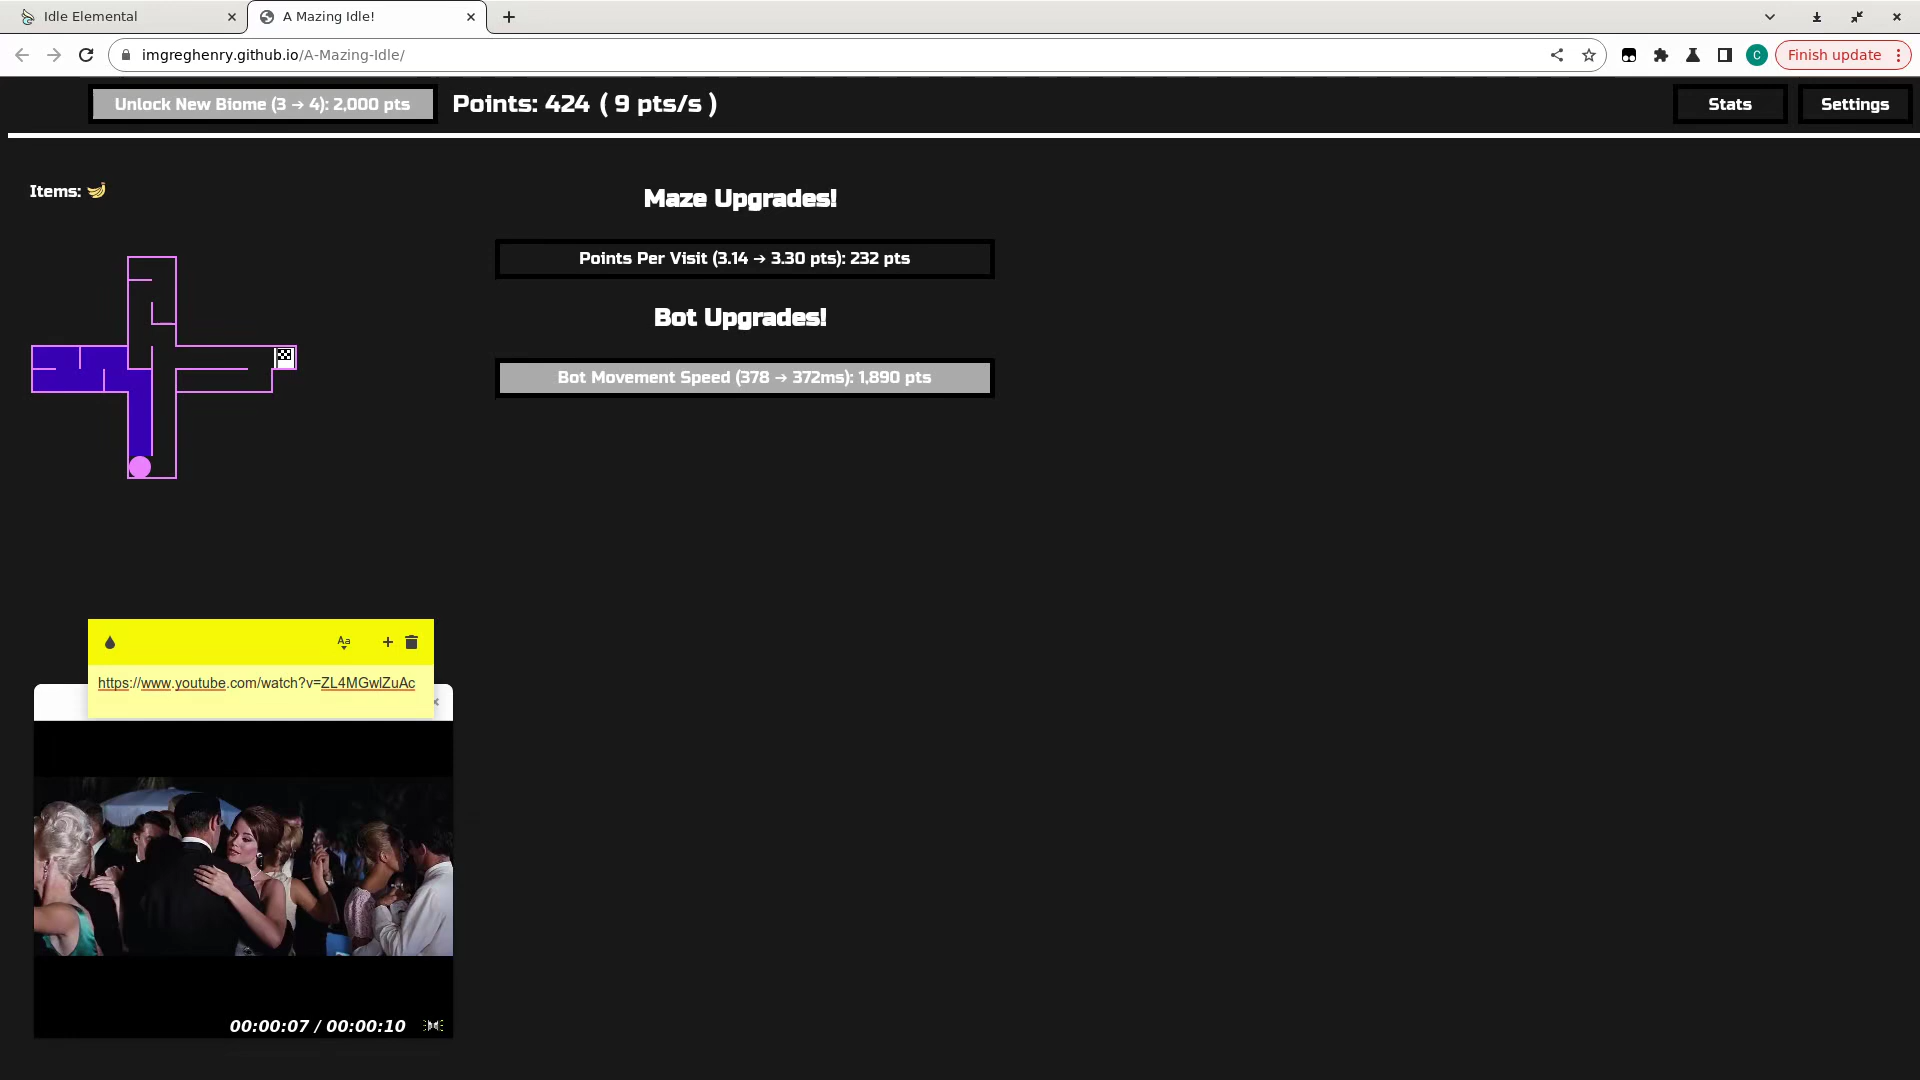 Idle Elemental
A Mazing Idle!
imgreghenry.github.io/A-Mazing-Idle/
C
Finish update
Unlock New Biome (3 → 4): 2,000 pts
Points: 424 ( 9 pts/s )
Stats
Settings
Items: 🍌
Maze Upgrades!
Points Per Visit (3.14 → 3.30 pts): 232 pts
Bot Upgrades!
Bot Movement Speed (378 → 372ms): 1,890 pts
Aa
https://www.youtube.com/watch?v=ZL4MGwlZuAc
00:00:07 / 00:00:10